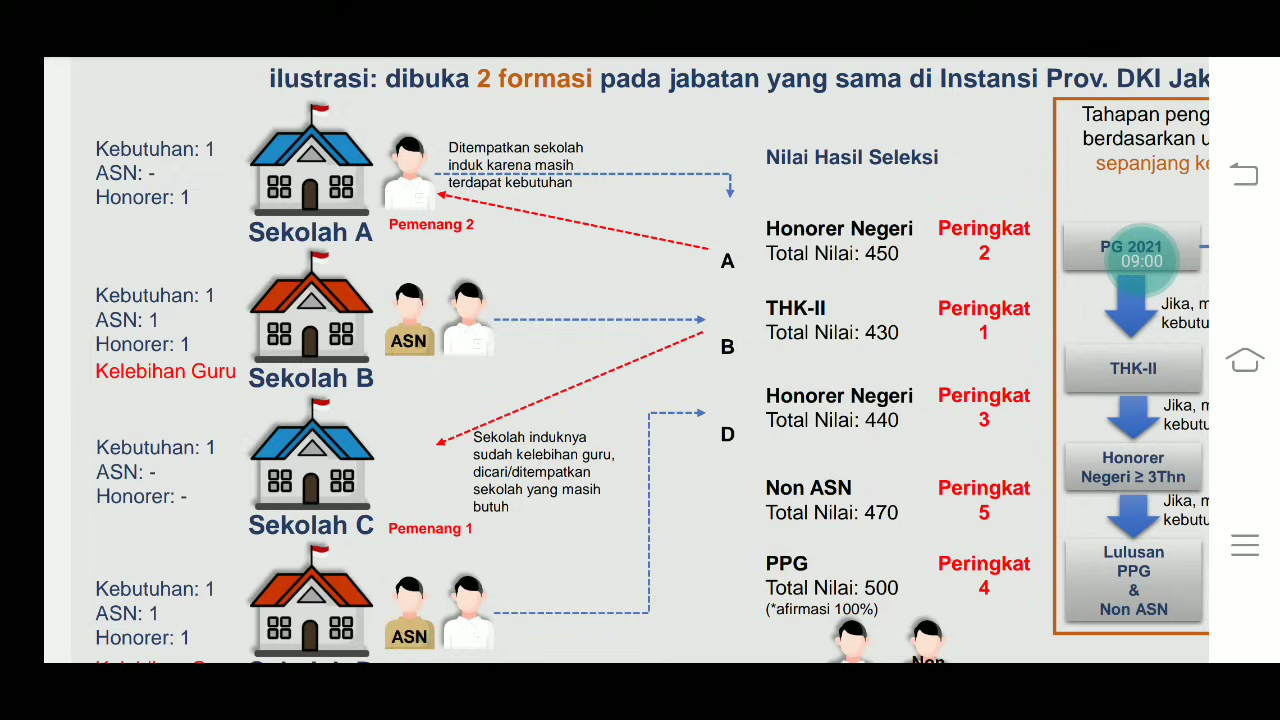 ilustrasi: dibuka 2 formasi pada jabatan yang sama di Instansi Prov. DKI Jak
Kebutuhan: 1
ASN: -
Honorer: 1
Sekolah A
Ditempatkan sekolah
induk karena masih
terdapat kebutuhan
Pemenang 2
Kebutuhan: 1
ASN: 1
Honorer: 1
Kelebihan Guru
Sekolah B
ASN
Kebutuhan: 1
ASN: -
Honorer: -
Sekolah C
Sekolah induknya
sudah kelebihan guru,
dicari/ditempatkan
sekolah yang masih
butuh
Pemenang 1
Kebutuhan: 1
ASN: 1
Honorer: 1
ASN
Nilai Hasil Seleksi
A
Honorer Negeri
Total Nilai: 450
Peringkat
2
B
THK-II
Total Nilai: 430
Peringkat
1
D
Honorer Negeri
Total Nilai: 440
Peringkat
3
Non ASN
Total Nilai: 470
Peringkat
5
PPG
Total Nilai: 500
(*afirmasi 100%)
Peringkat
4
Non
Tahapan peng
berdasarkan u
sepanjang ke
PG 2021
09:00
Jika, m
kebutu
THK-II
Jika, m
kebutu
Honorer
Negeri ≥ 3Thn
Jika, m
kebutu
Lulusan
PPG
&
Non ASN